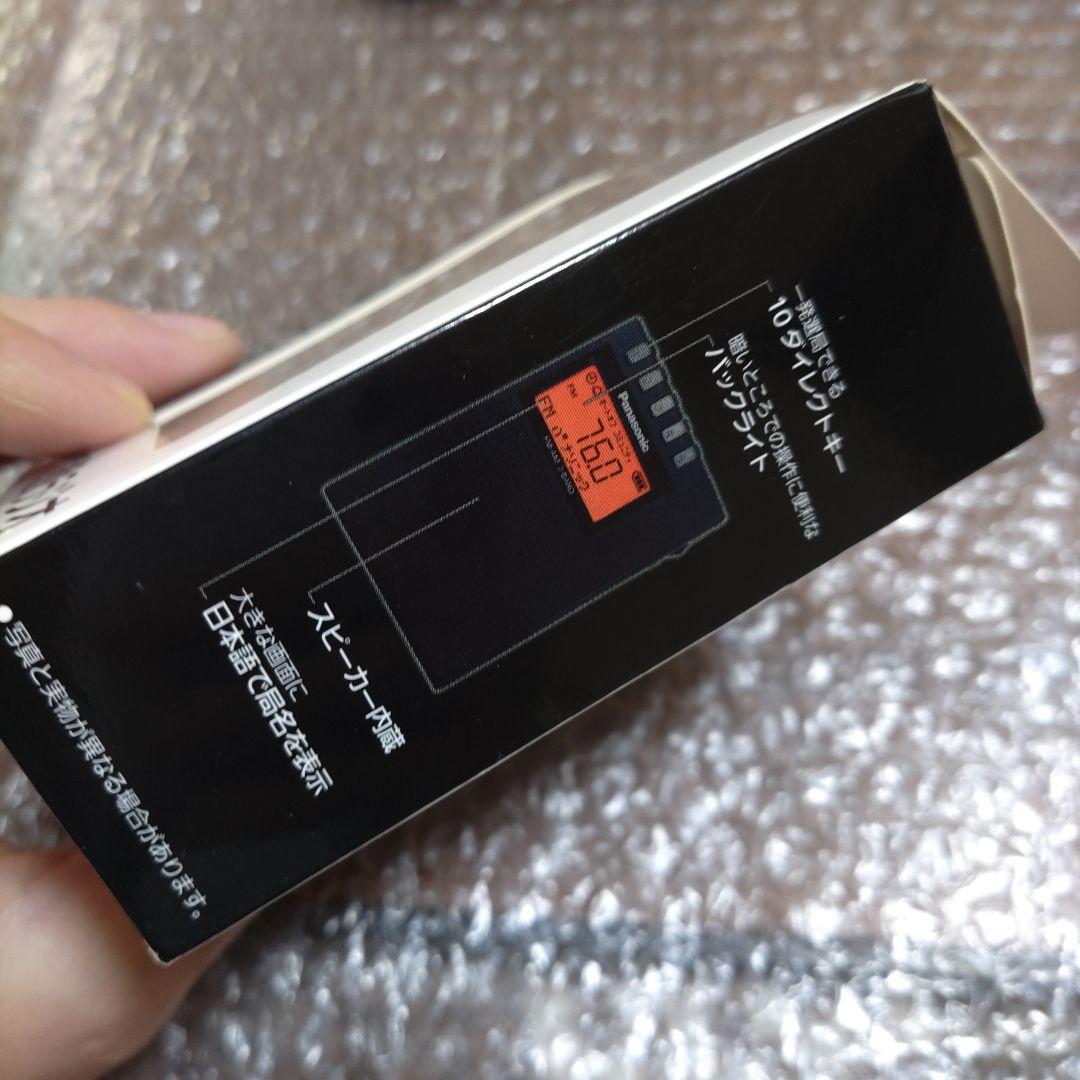 一発選局できる
10ダイレクトキー
暗いところでの操作に便利な
バックライト
Panasonic
FM
76.0
スピーカー内蔵
大きな画面に
日本語で局名を表示
●写真と実物が異なる場合があります。